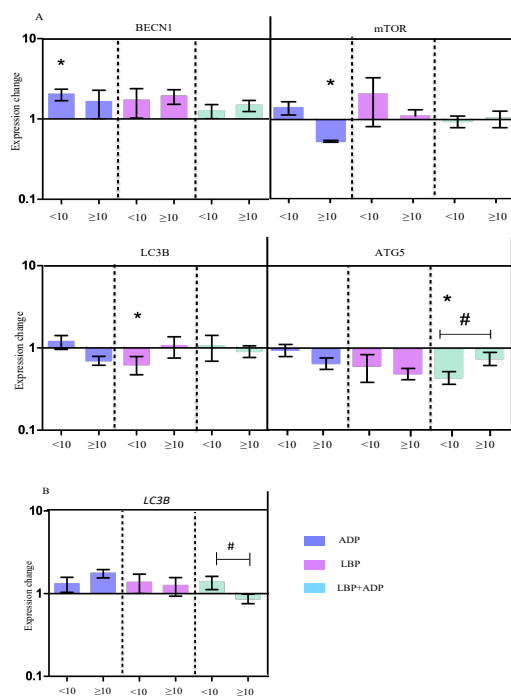 A
BECN1 mTOR
Expression change
10
1
0.1
* *
<10 ≥10 <10 ≥10 <10 ≥10 <10 ≥10 <10 ≥10 <10 ≥10
LC3B ATG5
Expression change
10
1
0.1
* * #
<10 ≥10 <10 ≥10 <10 ≥10 <10 ≥10 <10 ≥10 <10 ≥10
B
LC3B
Expression change
10
1
0.1
#
<10 ≥10 <10 ≥10 <10 ≥10
ADP
LBP
LBP+ADP